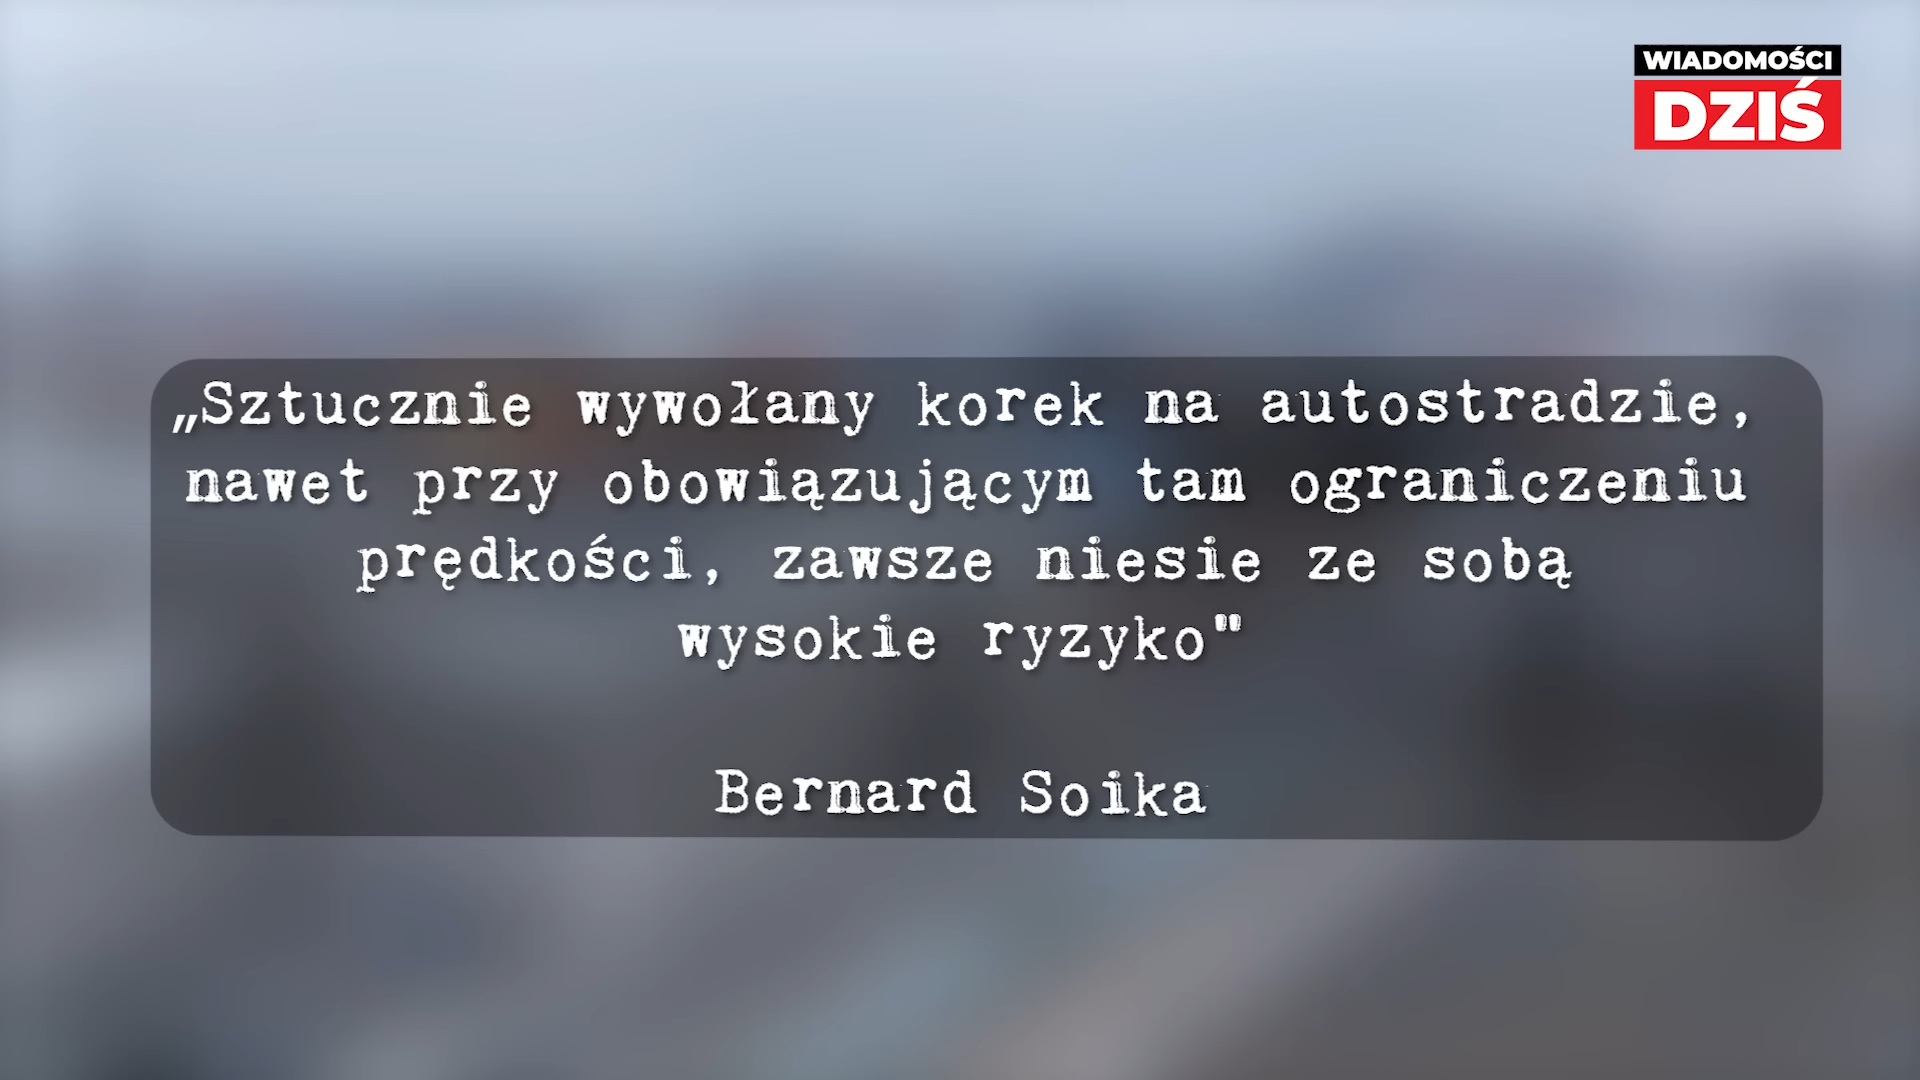 WIADOMOŚCI
DZIŚ
„Sztucznie wywołany korek na autostradzie,
nawet przy obowiązującym tam ograniczeniu
prędkości, zawsze niesie ze sobą
wysokie ryzyko"
Bernard Soika